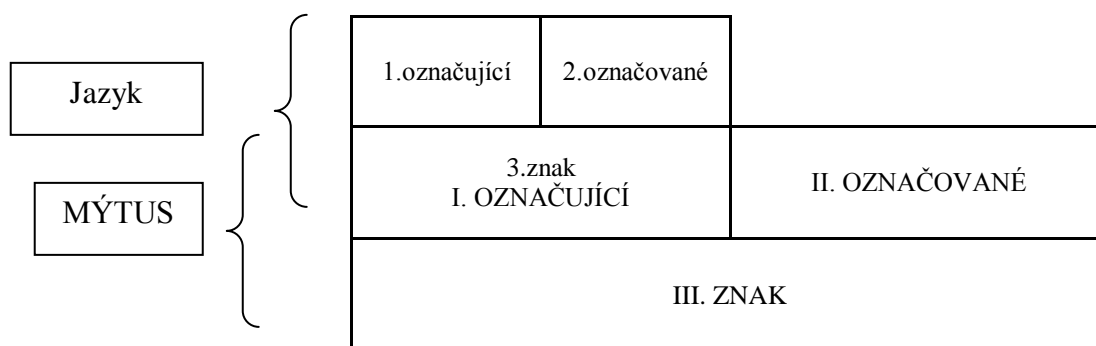 1.označující
2.označované
Jazyk
3.znak
I. OZNAČUJÍCÍ
II. OZNAČOVANÉ
MÝTUS
III. ZNAK